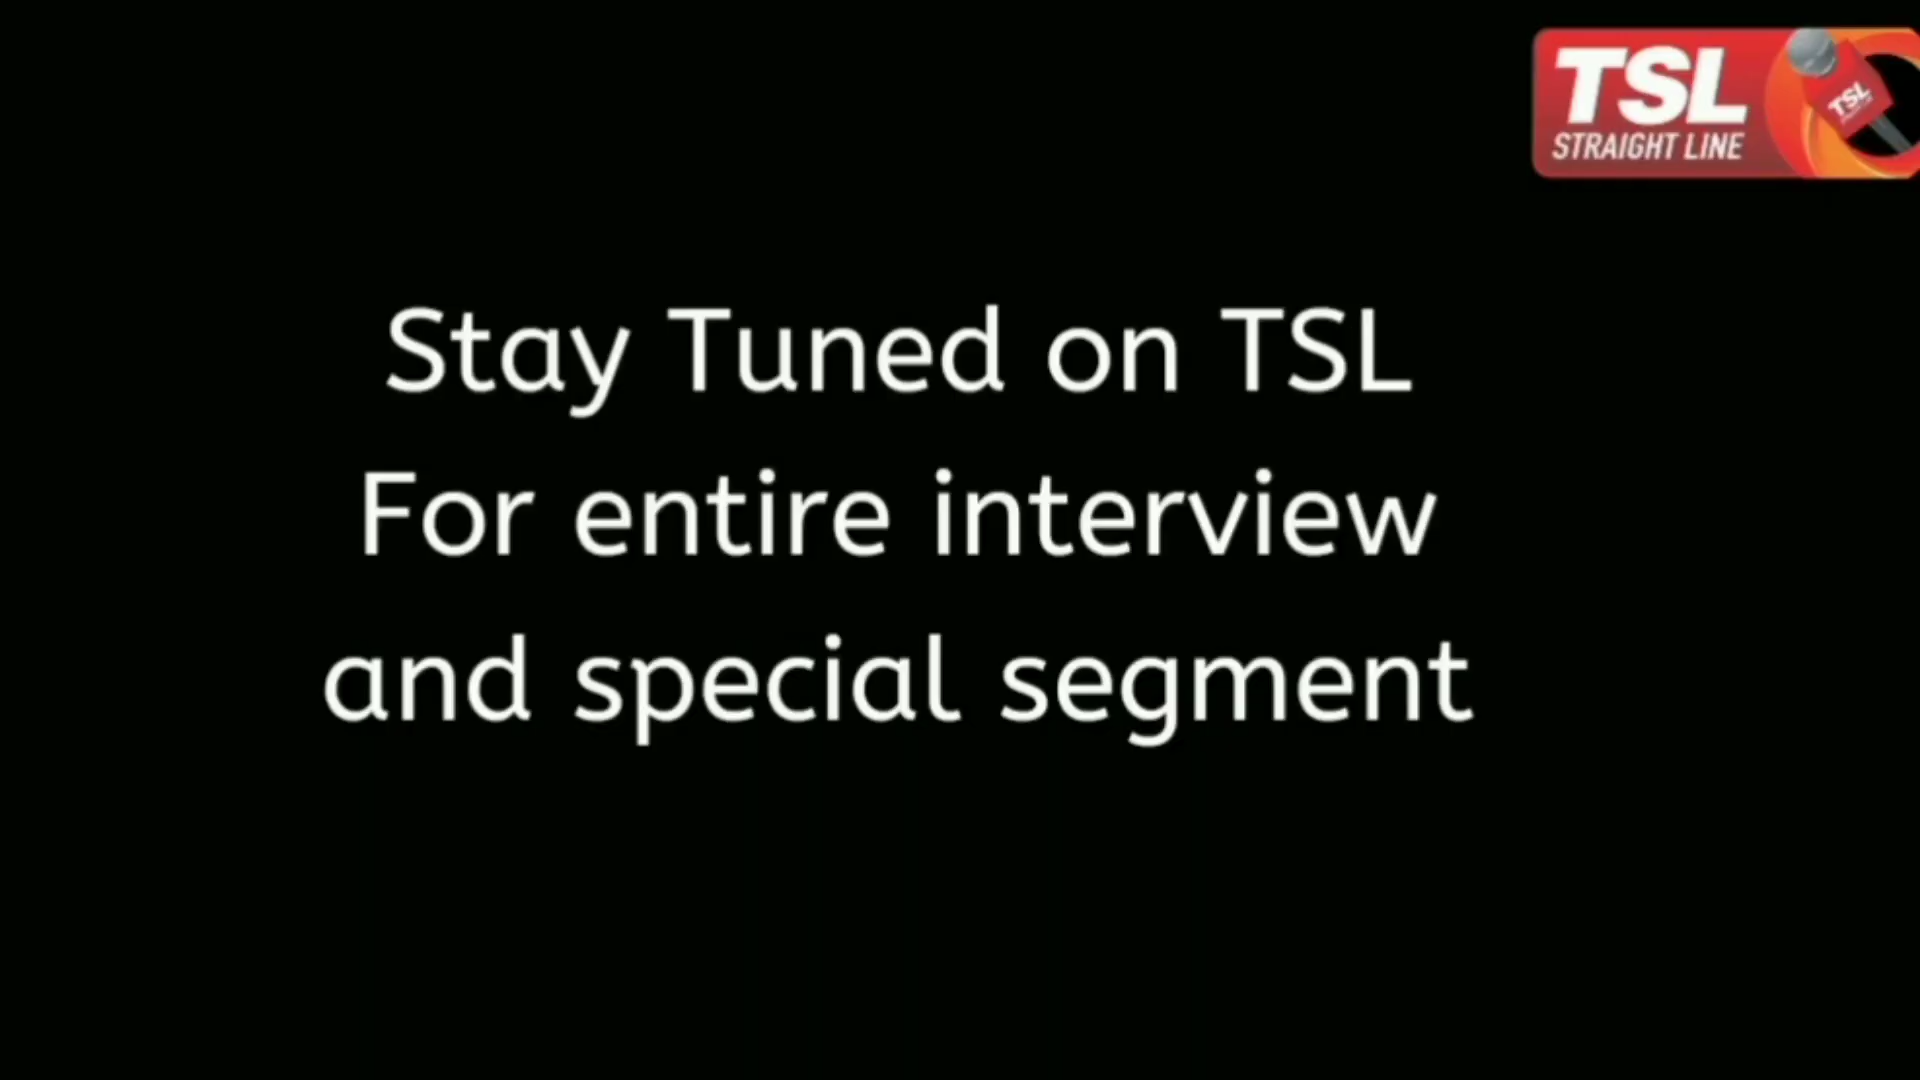 TSL
STRAIGHT LINE
TSL
Stay Tuned on TSL
For entire interview
and special segment